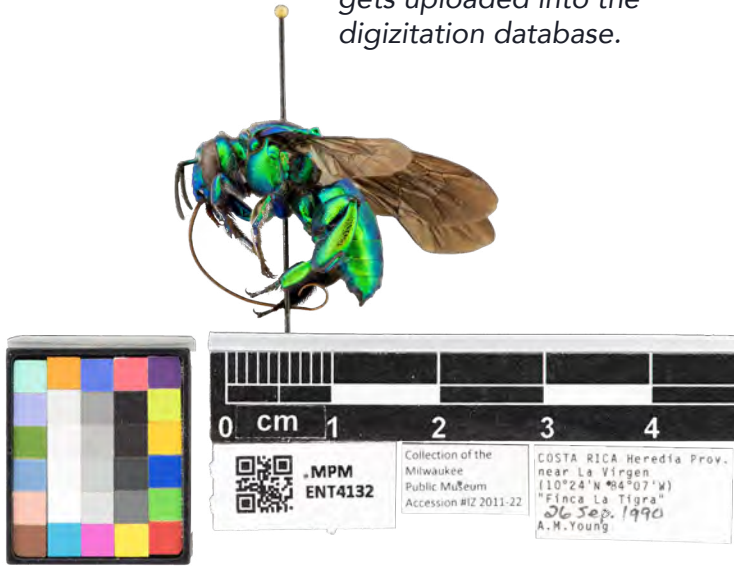 gets uploaded into the
digizitation database.
0 cm 1 2 3 4
.MPM
ENT4132
Collection of the
Milwaukee
Public Museum
Accession #IZ 2011-22
COSTA RICA Heredia Prov.
near La Virgen
(10°24'N 84°07'W)
"Finca La Tigra"
26 Sep. 1990
A.M.Young